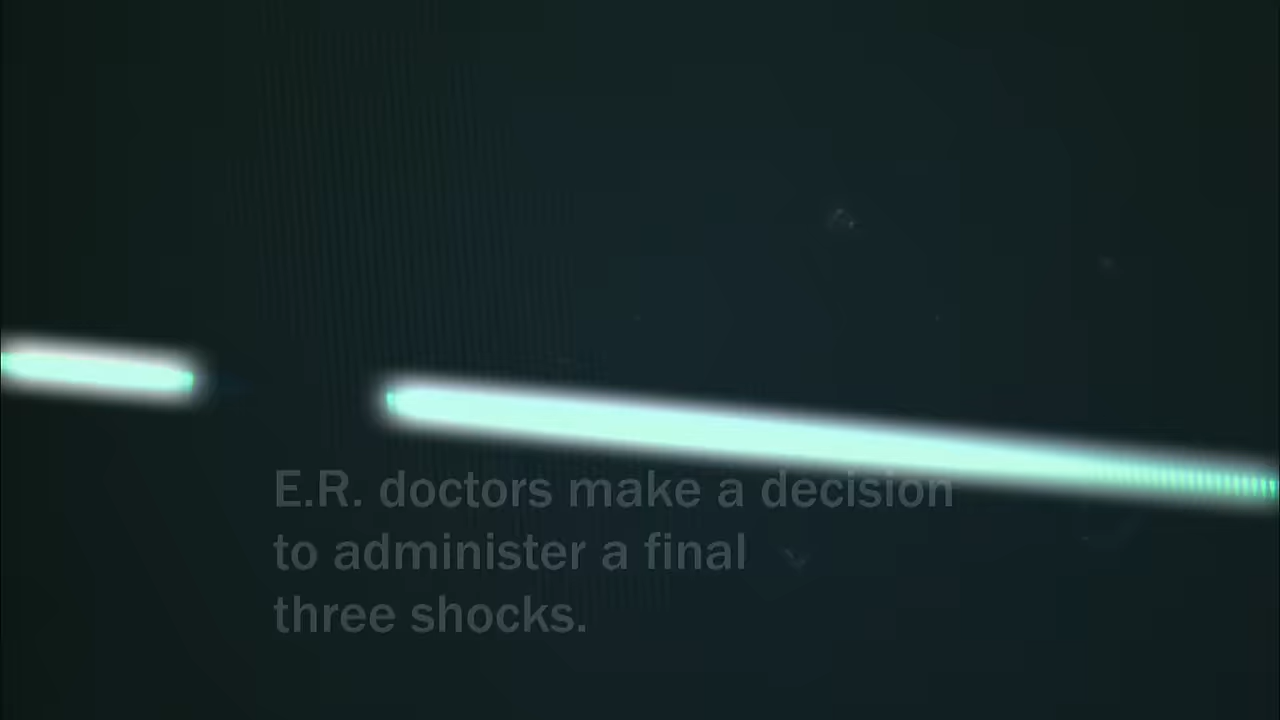 E.R. doctors make a decision
to administer a final
three shocks.